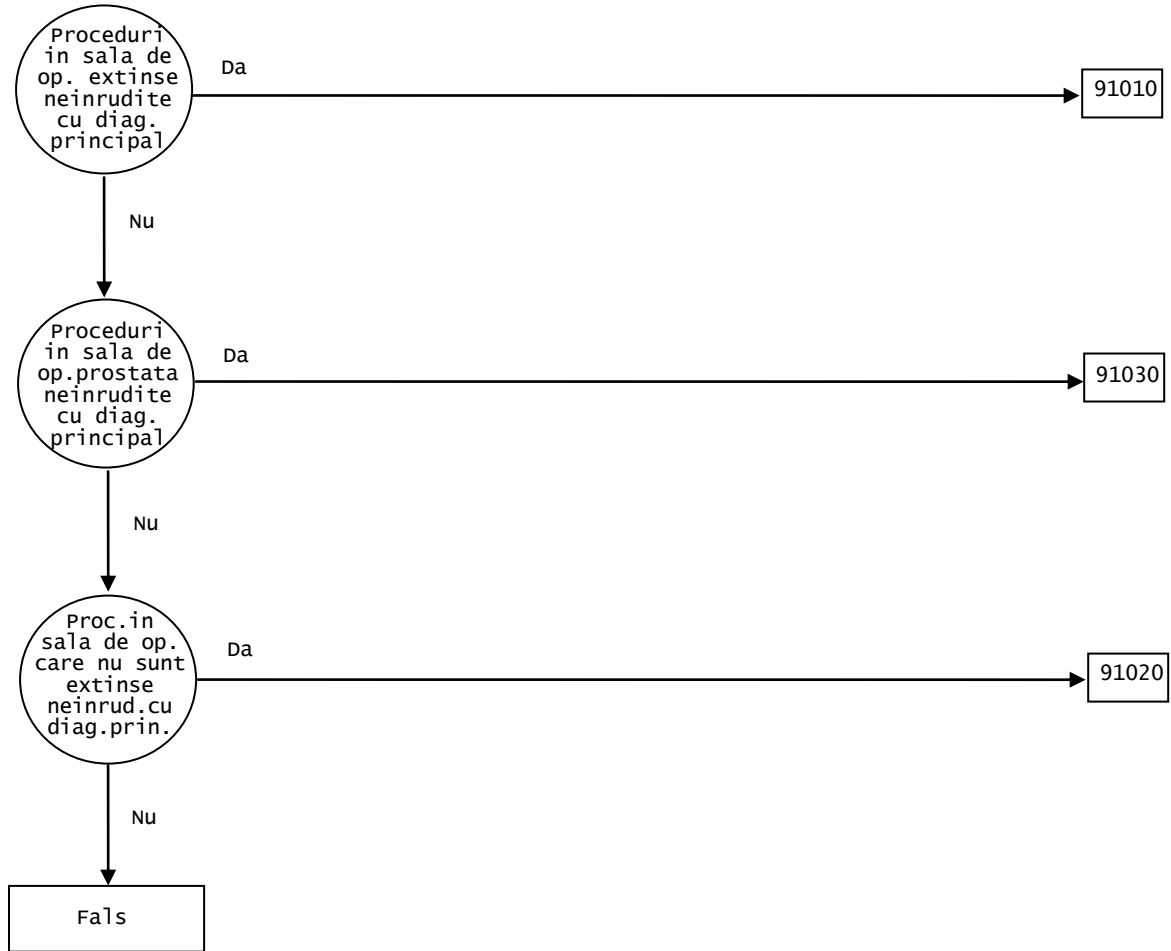 Proceduri
in sala de
op. extinse
neinrudite
cu diag.
principal
Da
91010
Nu
Proceduri
in sala de
op.prostata
neinrudite
cu diag.
principal
Da
91030
Nu
Proc.in
sala de op.
care nu sunt
extinse
neinrud.cu
diag.prin.
Da
91020
Nu
Fals